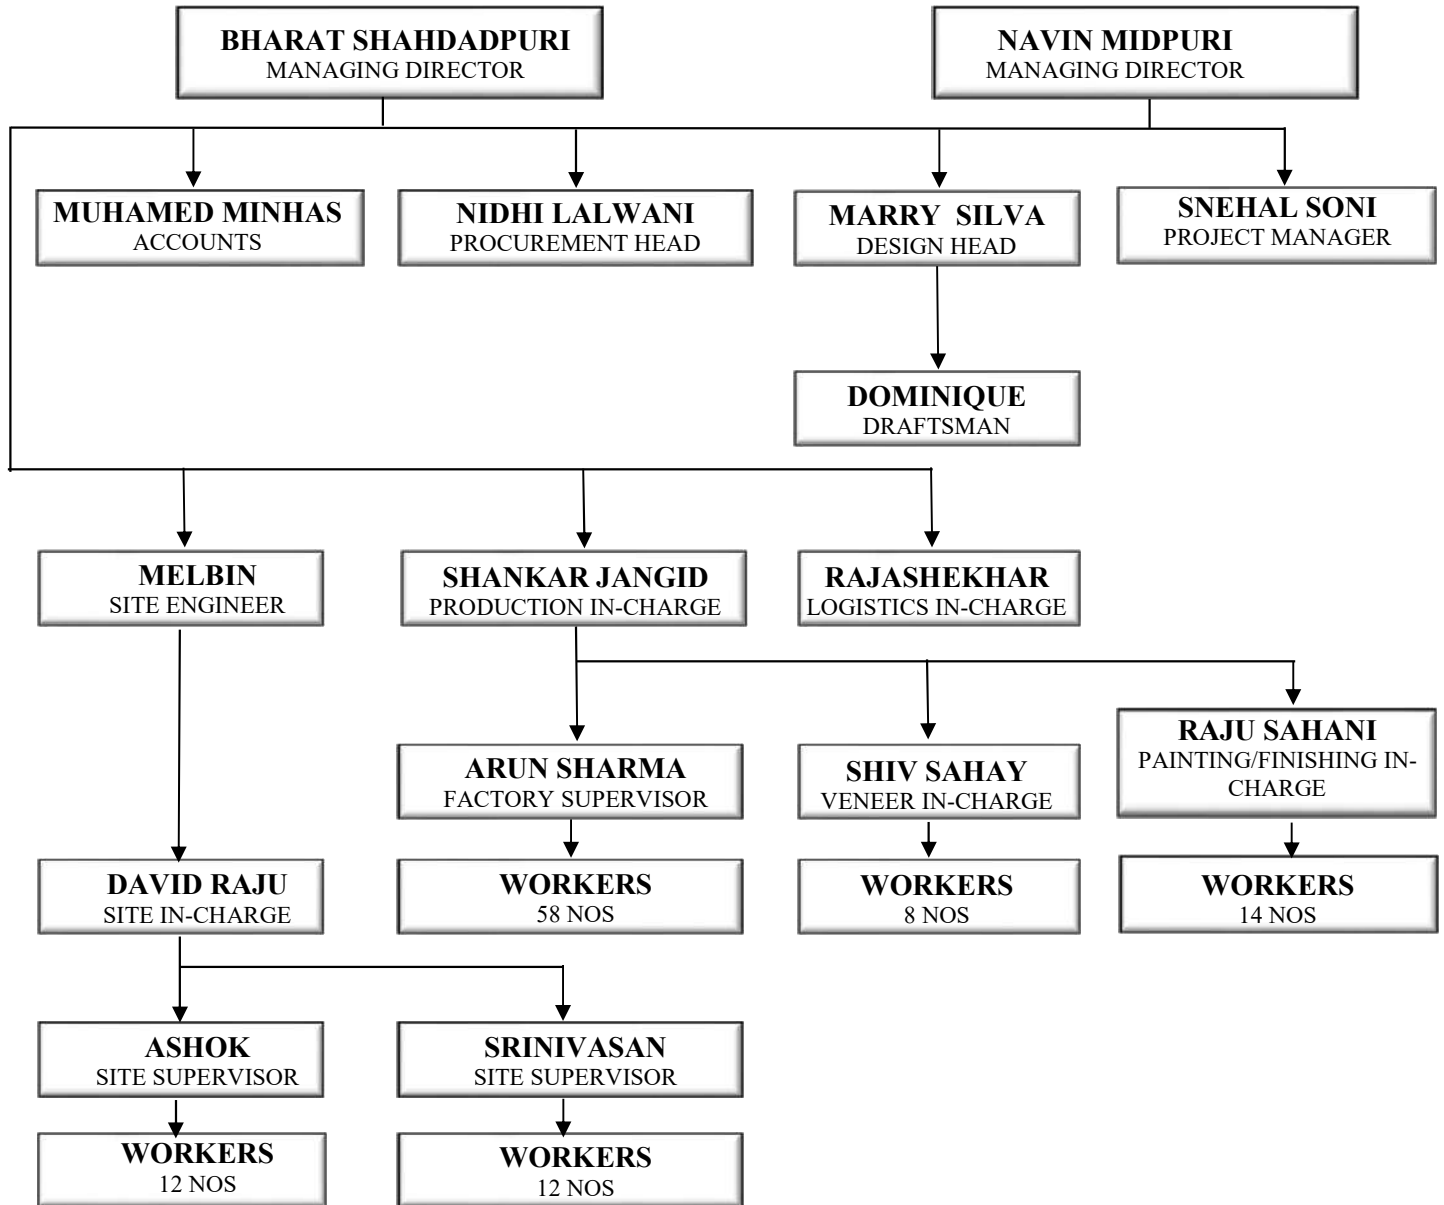 BHARAT SHAHDADPURI
MANAGING DIRECTOR
NAVIN MIDPURI
MANAGING DIRECTOR
MUHAMED MINHAS
ACCOUNTS
NIDHI LALWANI
PROCUREMENT HEAD
MARRY SILVA
DESIGN HEAD
SNEHAL SONI
PROJECT MANAGER
DOMINIQUE
DRAFTSMAN
MELBIN
SITE ENGINEER
SHANKAR JANGID
PRODUCTION IN-CHARGE
RAJASHEKHAR
LOGISTICS IN-CHARGE
ARUN SHARMA
FACTORY SUPERVISOR
SHIV SAHAY
VENEER IN-CHARGE
RAJU SAHANI
PAINTING/FINISHING IN-
CHARGE
DAVID RAJU
SITE IN-CHARGE
WORKERS
58 NOS
WORKERS
8 NOS
WORKERS
14 NOS
ASHOK
SITE SUPERVISOR
SRINIVASAN
SITE SUPERVISOR
WORKERS
12 NOS
WORKERS
12 NOS